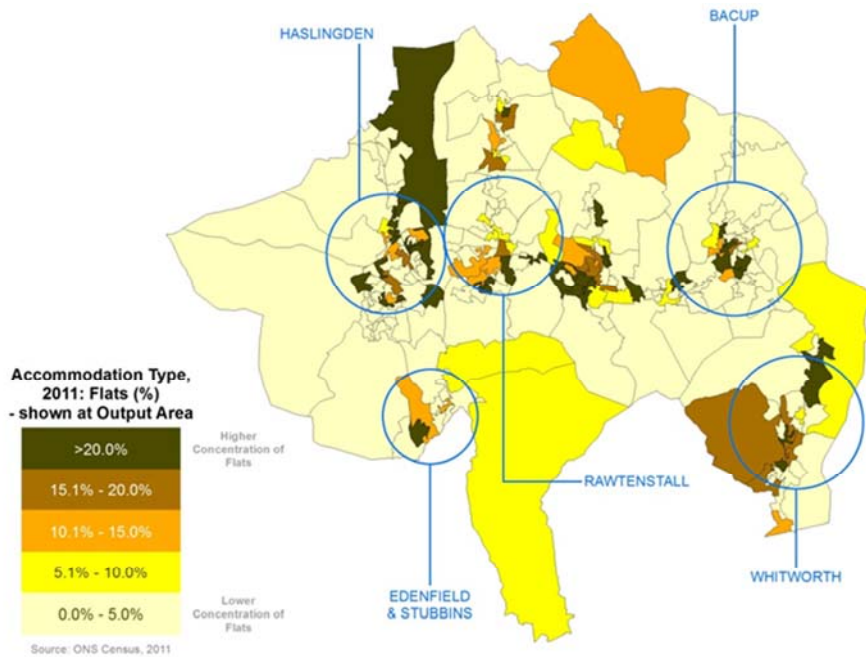 HASLINGDEN
BACUP
Accommodation Type,
2011: Flats (%)
- shown at Output Area
>20.0%
15.1% - 20.0%
10.1% - 15.0%
5.1% - 10.0%
0.0% - 5.0%
Higher
Concentration of
Flats
Lower
Concentration of
Flats
Source: ONS Census, 2011
EDENFIELD
& STUBBINS
RAWTENSTALL
WHITWORTH